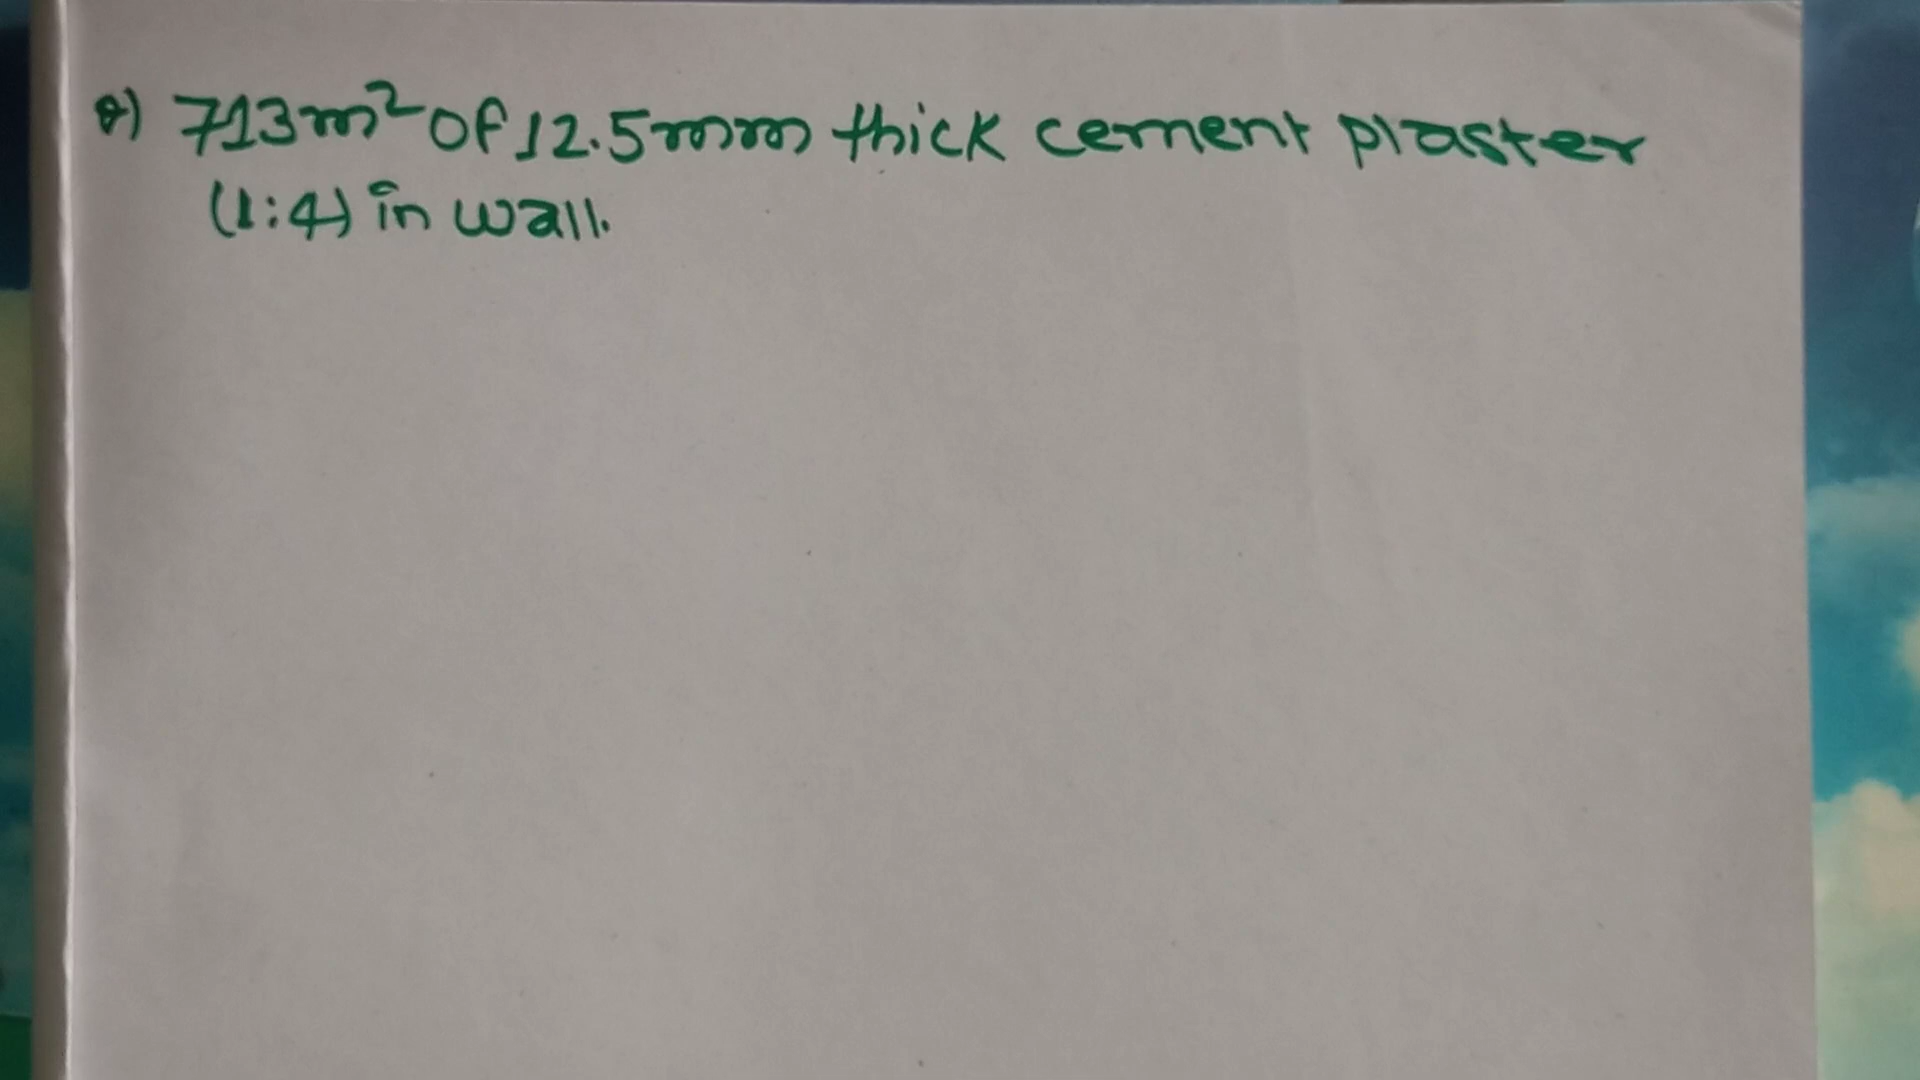 8) 713m² of 12.5mm thick cement plaster
(1:4) in wall.